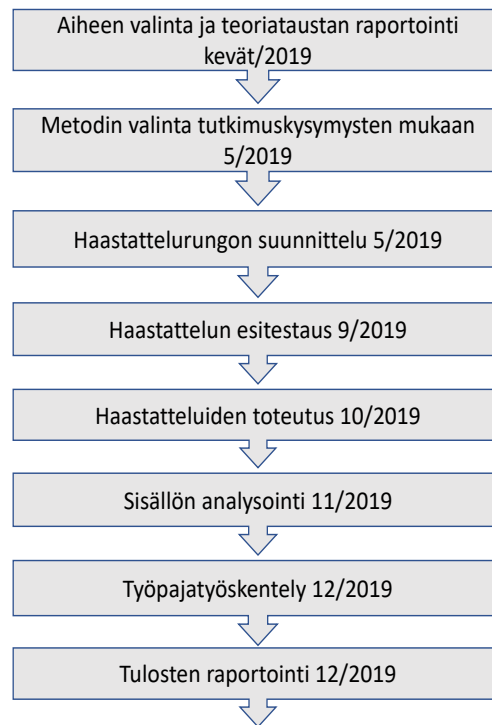 Aiheen valinta ja teoriataustan raportointi
kevät/2019
Metodin valinta tutkimuskysymysten mukaan
5/2019
Haastattelurungon suunnittelu 5/2019
Haastattelun esitestaus 9/2019
Haastatteluiden toteutus 10/2019
Sisällön analysointi 11/2019
Työpajatyöskentely 12/2019
Tulosten raportointi 12/2019